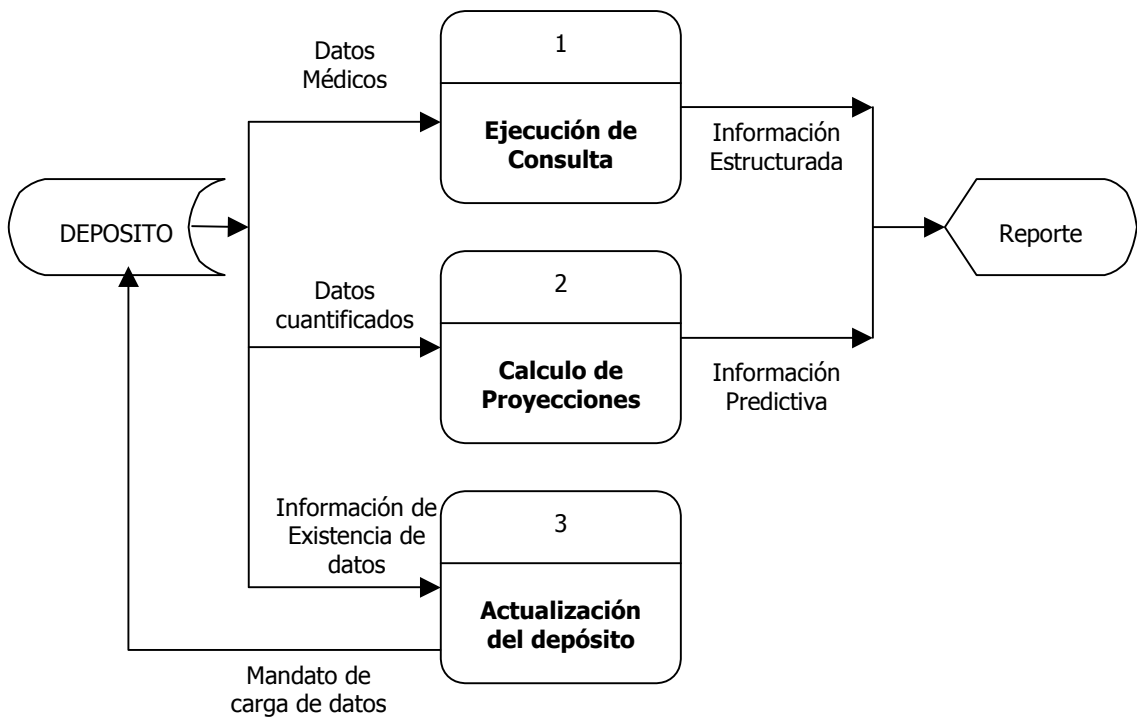 Datos
Médicos
1
Ejecución de
Consulta
Información
Estructurada
DEPOSITO
Reporte
Datos
cuantificados
2
Calculo de
Proyecciones
Información
Predictiva
Información de
Existencia de
datos
3
Actualización
del depósito
Mandato de
carga de datos